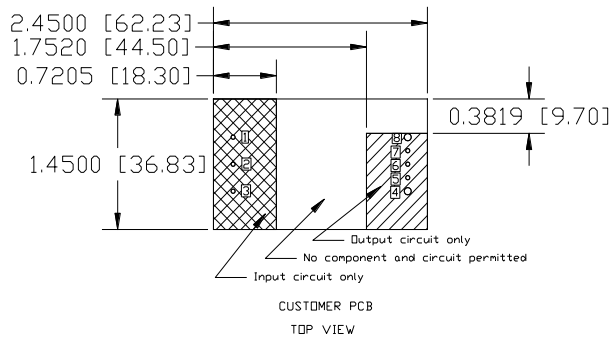 2.4500 [62.23]
1.7520 [44.50]
0.7205 [18.30]
0.3819 [9.70]
1.4500 [36.83]
1
2
3
8
7
6
5
4
Output circuit only
No component and circuit permitted
Input circuit only
CUSTOMER PCB
TOP VIEW